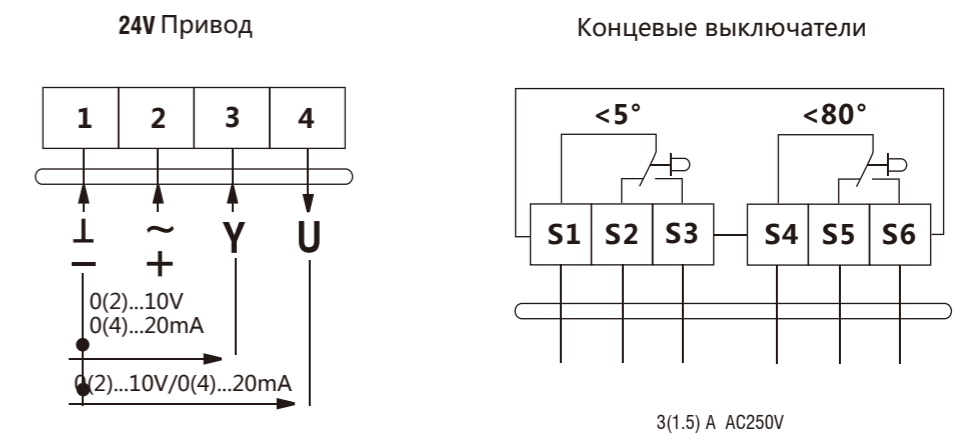 24V Привод
1 2 3 4
⊥ ~ Y U
− +
0(2)...10V
0(4)...20mA
0(2)...10V/0(4)...20mA
Концевые выключатели
<5° <80°
S1 S2 S3 S4 S5 S6
3(1.5) A AC250V